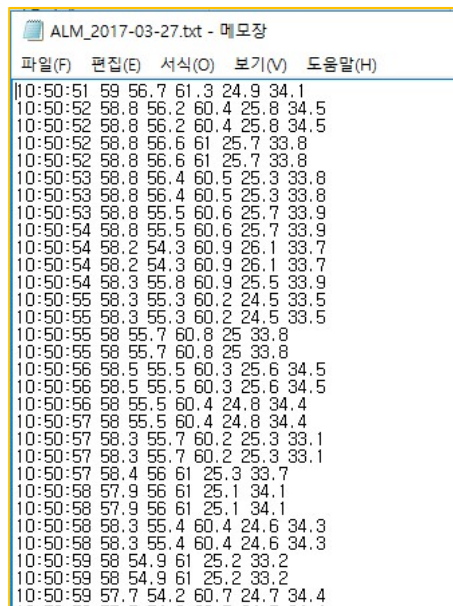 ALM_2017-03-27.txt - 메모장
파일(F) 편집(E) 서식(O) 보기(V) 도움말(H)
10:50:51 59 56.7 61.3 24.9 34.1
10:50:52 58.8 56.2 60.4 25.8 34.5
10:50:52 58.8 56.2 60.4 25.8 34.5
10:50:52 58.8 56.6 61 25.7 33.8
10:50:52 58.8 56.6 61 25.7 33.8
10:50:53 58.8 56.4 60.5 25.3 33.8
10:50:53 58.8 56.4 60.5 25.3 33.8
10:50:53 58.8 55.5 60.6 25.7 33.9
10:50:54 58.8 55.5 60.6 25.7 33.9
10:50:54 58.2 54.3 60.9 26.1 33.7
10:50:54 58.2 54.3 60.9 26.1 33.7
10:50:54 58.3 55.8 60.9 25.5 33.9
10:50:55 58.3 55.3 60.2 24.5 33.5
10:50:55 58.3 55.3 60.2 24.5 33.5
10:50:55 58 55.7 60.8 25 33.8
10:50:55 58 55.7 60.8 25 33.8
10:50:56 58.5 55.5 60.3 25.6 34.5
10:50:56 58.5 55.5 60.3 25.6 34.5
10:50:56 58 55.5 60.4 24.8 34.4
10:50:57 58 55.5 60.4 24.8 34.4
10:50:57 58.3 55.7 60.2 25.3 33.1
10:50:57 58.3 55.7 60.2 25.3 33.1
10:50:57 58.4 56 61 25.3 33.7
10:50:58 57.9 56 61 25.1 34.1
10:50:58 57.9 56 61 25.1 34.1
10:50:58 58.3 55.4 60.4 24.6 34.3
10:50:58 58.3 55.4 60.4 24.6 34.3
10:50:59 58 54.9 61 25.2 33.2
10:50:59 58 54.9 61 25.2 33.2
10:50:59 57.7 54.2 60.7 24.7 34.4